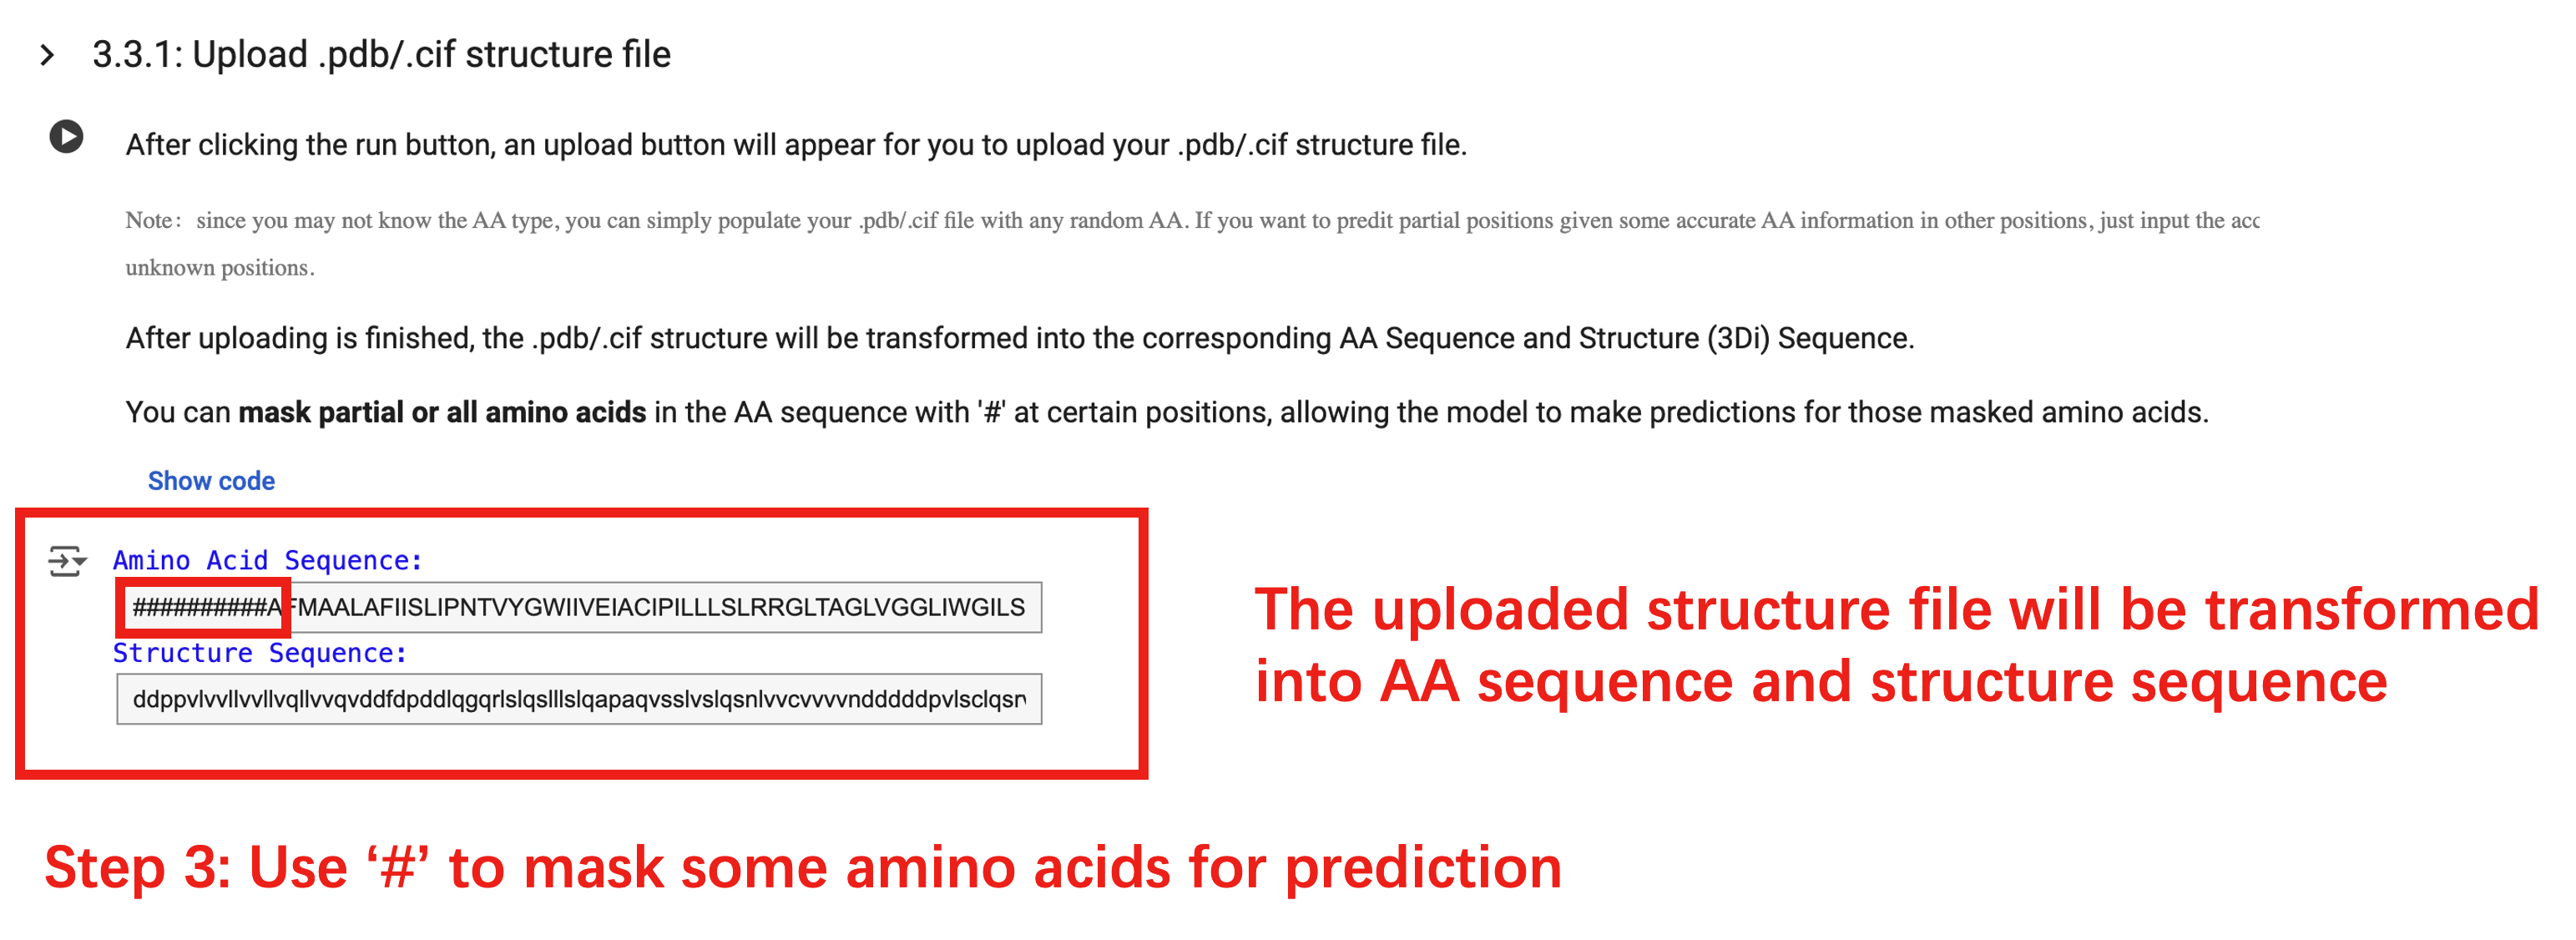 3.3.1: Upload .pdb/.cif structure file
After clicking the run button, an upload button will appear for you to upload your .pdb/.cif structure file.
Note: since you may not know the AA type, you can simply populate your .pdb/.cif file with any random AA. If you want to predit partial positions given some accurate AA information in other positions, just input the acc
unknown positions.
After uploading is finished, the .pdb/.cif structure will be transformed into the corresponding AA Sequence and Structure (3Di) Sequence.
You can mask partial or all amino acids in the AA sequence with '#' at certain positions, allowing the model to make predictions for those masked amino acids.
Show code
Amino Acid Sequence:
##########AFMAALAFIISLIPNTVYGWIIVEIACIPILLLSLRRGLTAGLVGGLIWGILS
Structure Sequence:
ddppvlvvllvvllvqllvvqvddfdpddlqgqrlslqslllslqapaqvsslvslqsnlvvcvvvvndddddpvlsclqsr
The uploaded structure file will be transformed
into AA sequence and structure sequence
Step 3: Use ‘#’ to mask some amino acids for prediction